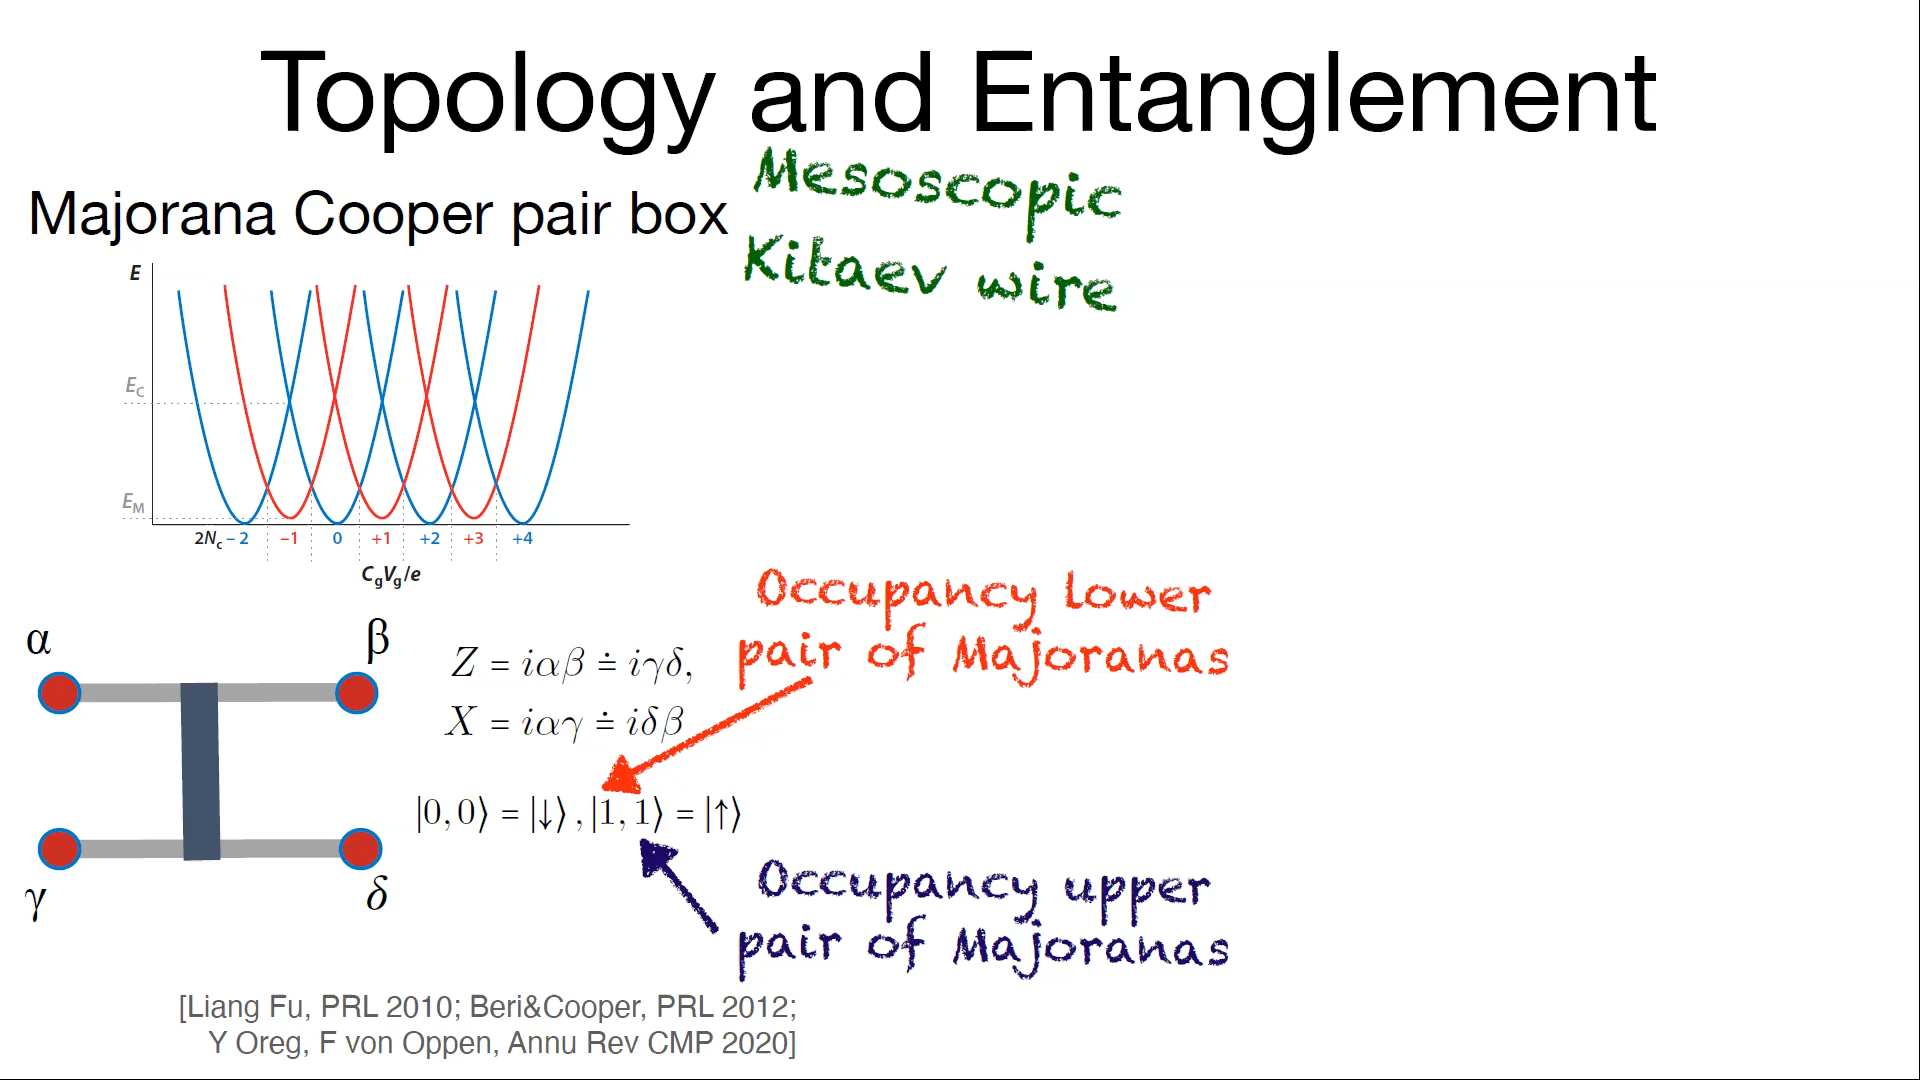 Topology and Entanglement
Majorana Cooper pair box
Mesoscopic
Kitaev wire
E
E_C
E_M
2N_c – 2 –1 0 +1 +2 +3 +4
C_gV_g/e
α β
γ δ
Z = iαβ ≐ iγδ,
X = iαγ ≐ iδβ
|0,0⟩ = |↓⟩, |1,1⟩ = |↑⟩
Occupancy lower
pair of Majoranas
Occupancy upper
pair of Majoranas
[Liang Fu, PRL 2010; Beri&Cooper, PRL 2012;
Y Oreg, F von Oppen, Annu Rev CMP 2020]